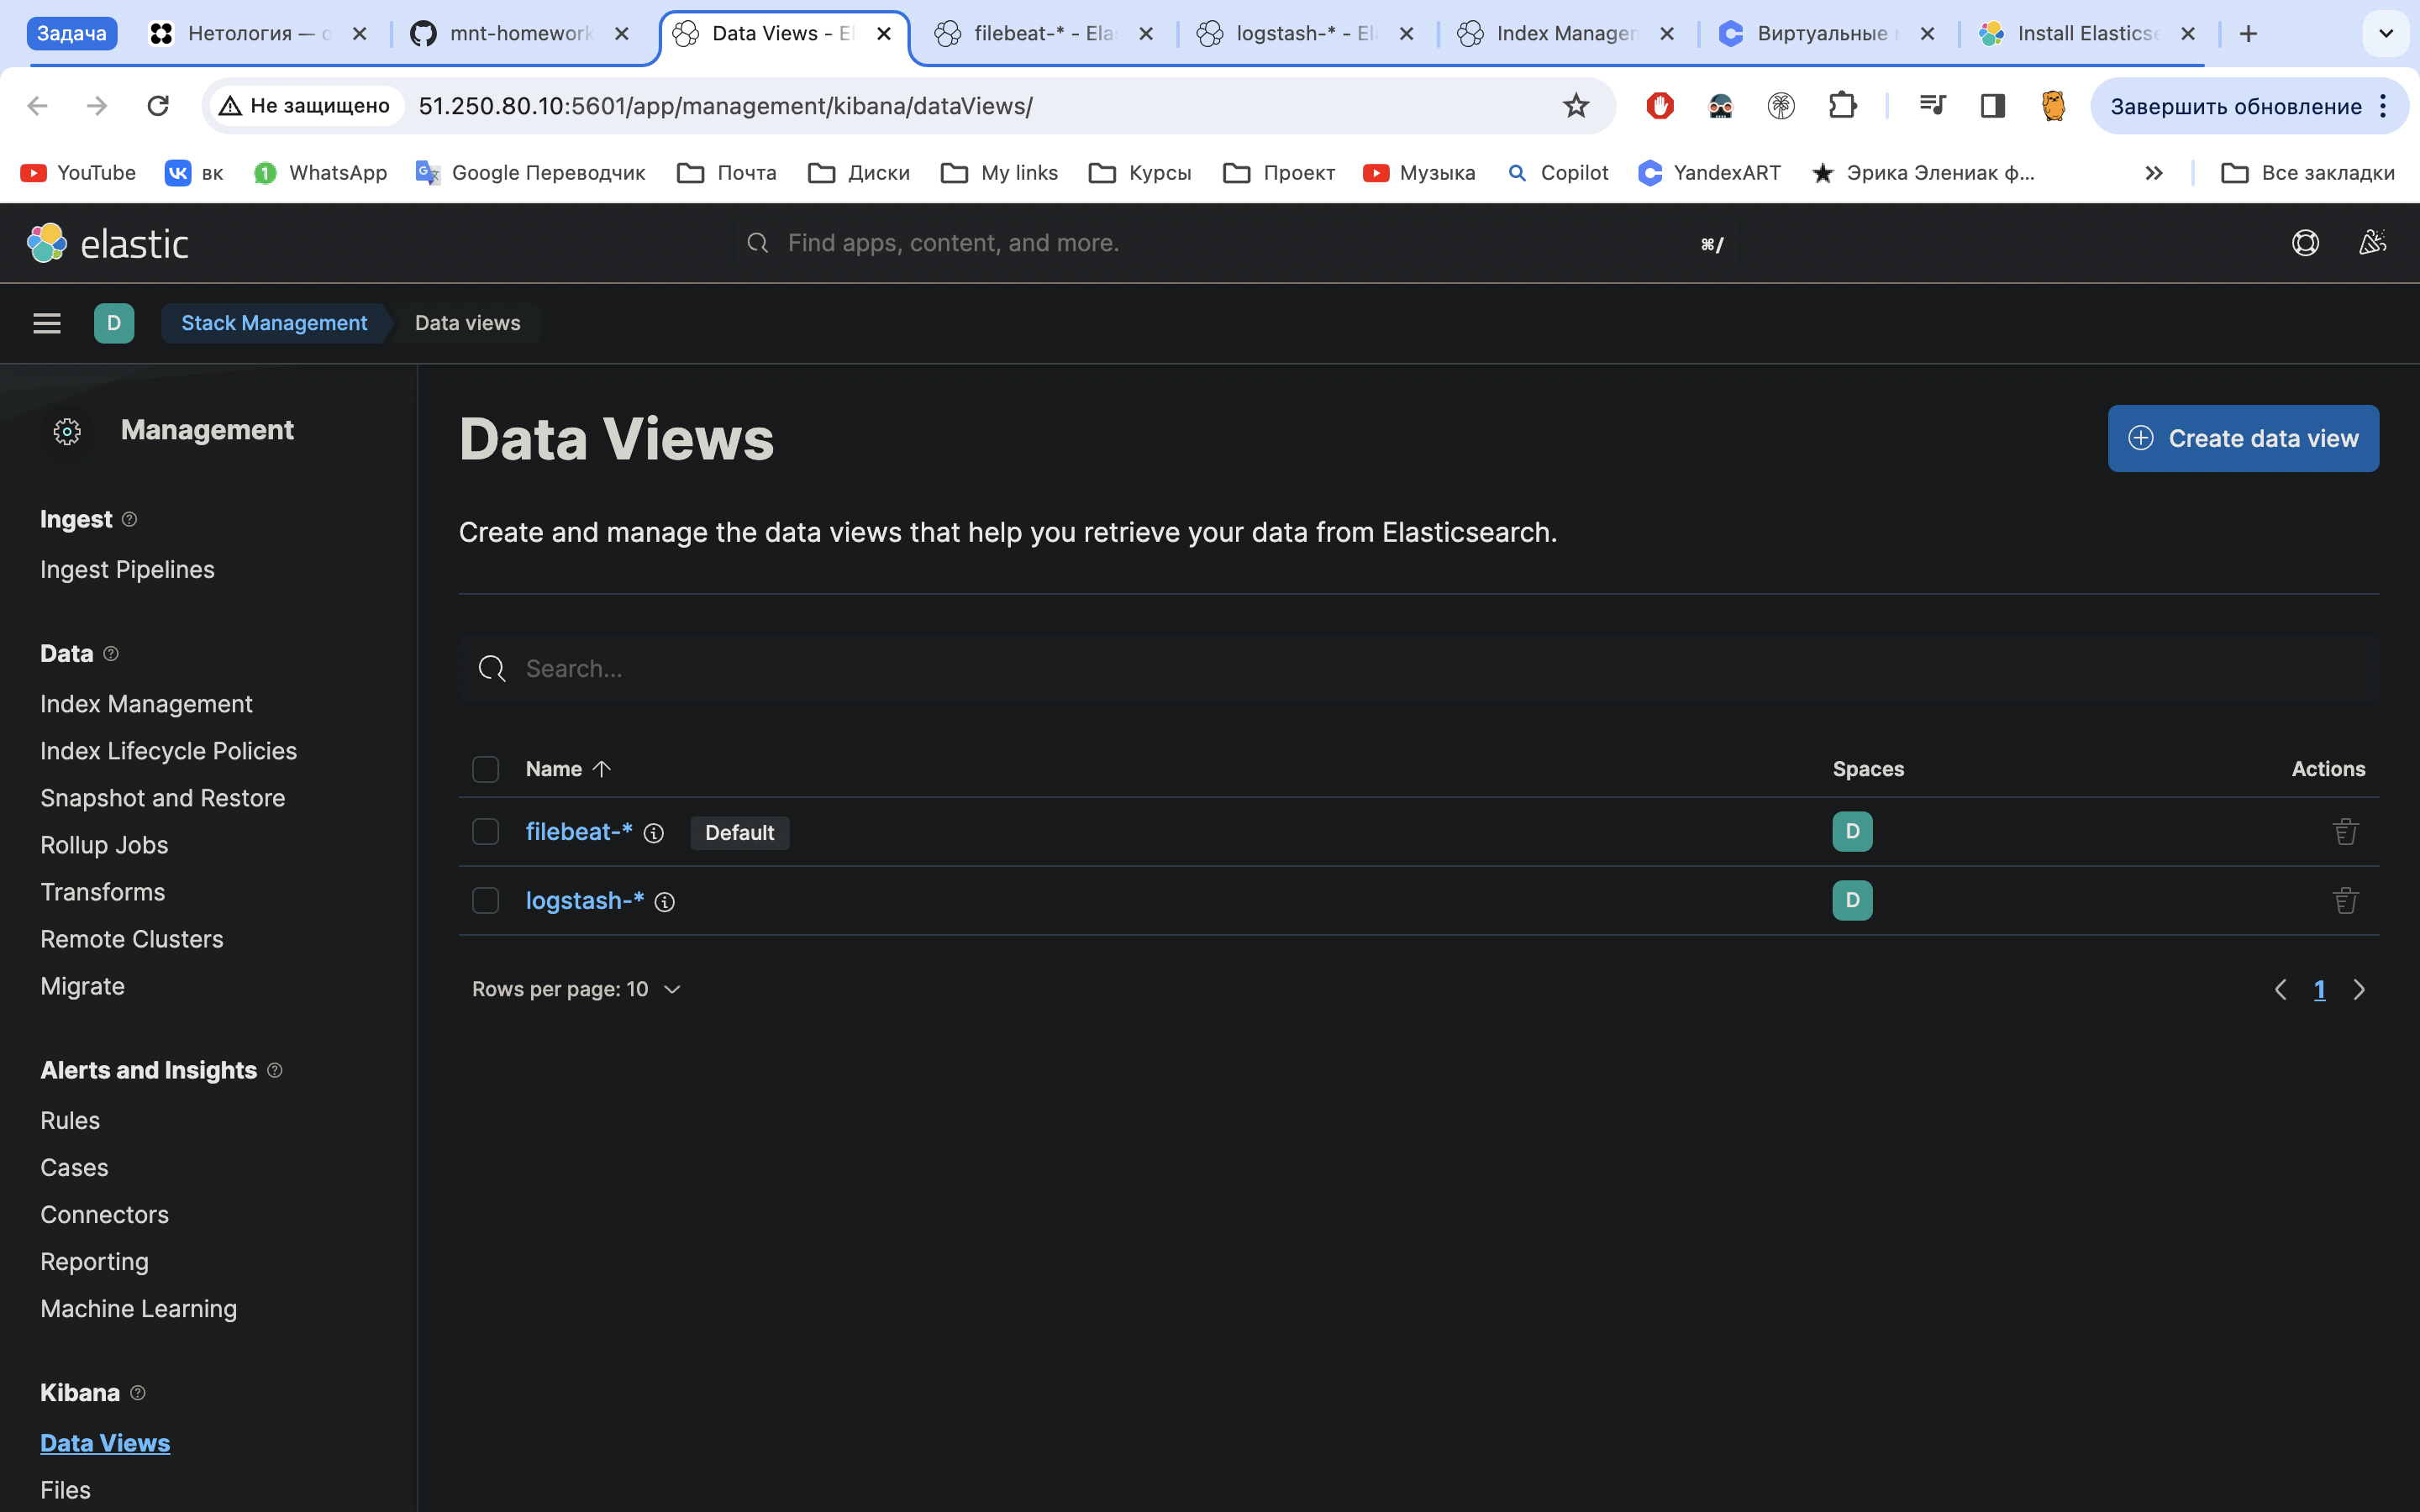 Задача
Нетология —
mnt-homework
Data Views - El
filebeat-* - Ela
logstash-* - El
Index Manager
Виртуальные
Install Elasticse
Не защищено
51.250.80.10:5601/app/management/kibana/dataViews/
Завершить обновление
YouTube
вк
1
WhatsApp
Google Переводчик
Почта
Диски
My links
Курсы
Проект
Музыка
Copilot
YandexART
Эрика Элениак ф...
Все закладки
elastic
Find apps, content, and more.
⌘/
D
Stack Management
Data views
Management
Ingest
Ingest Pipelines
Data
Index Management
Index Lifecycle Policies
Snapshot and Restore
Rollup Jobs
Transforms
Remote Clusters
Migrate
Alerts and Insights
Rules
Cases
Connectors
Reporting
Machine Learning
Kibana
Data Views
Files
Data Views
Create data view
Create and manage the data views that help you retrieve your data from Elasticsearch.
Search...
Name
Spaces
Actions
filebeat-*
Default
D
logstash-*
D
Rows per page: 10
1